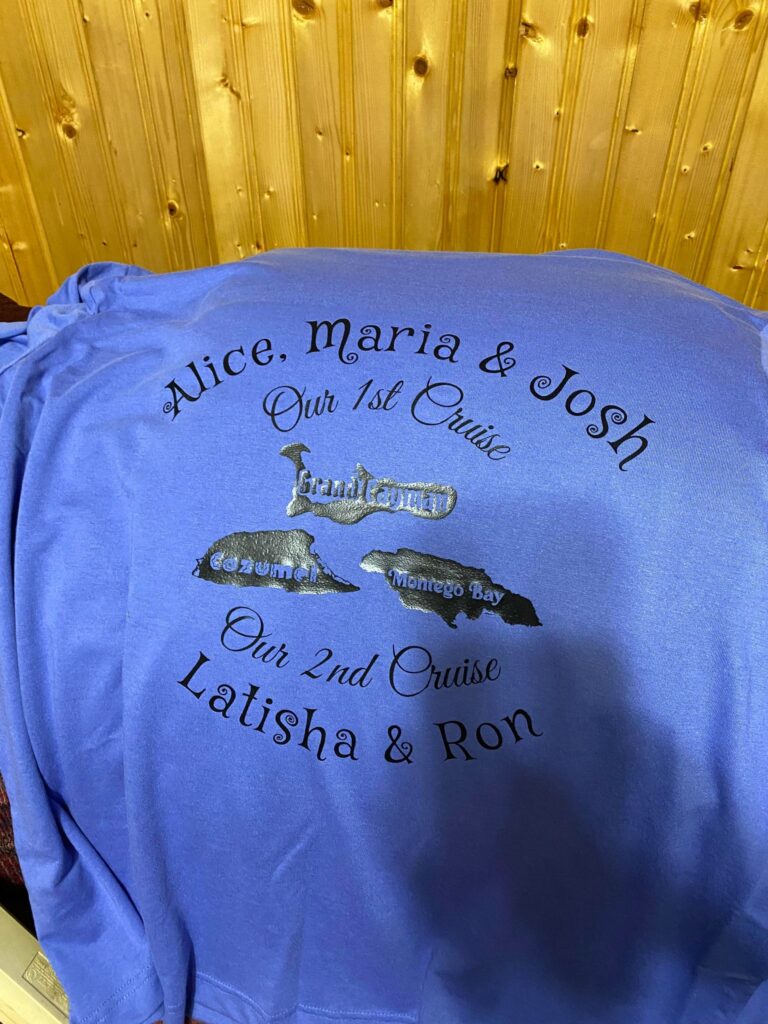 Alice, Maria & Josh
Our 1st Cruise
Grand Cayman
Cozumel
Montego Bay
Our 2nd Cruise
Latisha & Ron